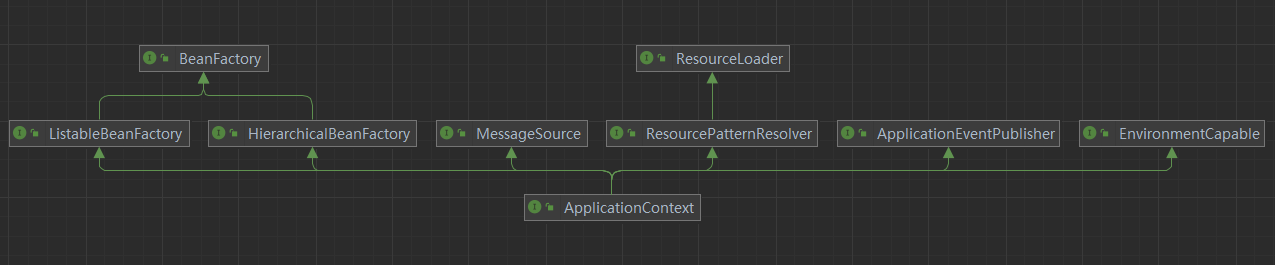 BeanFactory
ResourceLoader
ListableBeanFactory
HierarchicalBeanFactory
MessageSource
ResourcePatternResolver
ApplicationEventPublisher
EnvironmentCapable
ApplicationContext